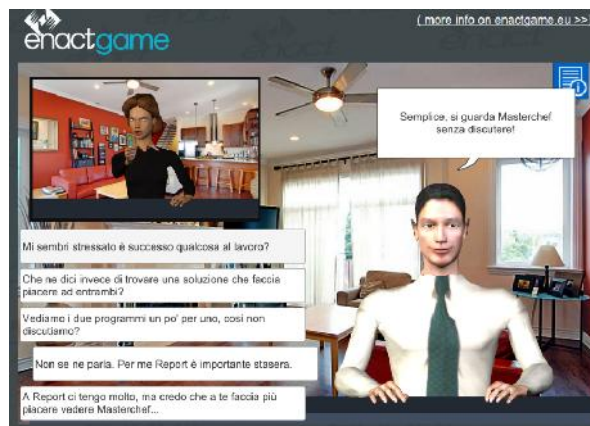 enactgame
( more info on enactgame.eu >>
Semplice, si guarda Masterchef
senza discutere!
Mi sembri stressato è successo qualcosa al lavoro?
Che ne dici invece di trovare una soluzione che faccia
piacere ad entrambi?
Vediamo i due programmi un po' per uno, così non
discutiamo?
Non se ne parla. Per me Report è importante stasera.
A Report ci tengo molto, ma credo che a te faccia più
piacere vedere Masterchef...